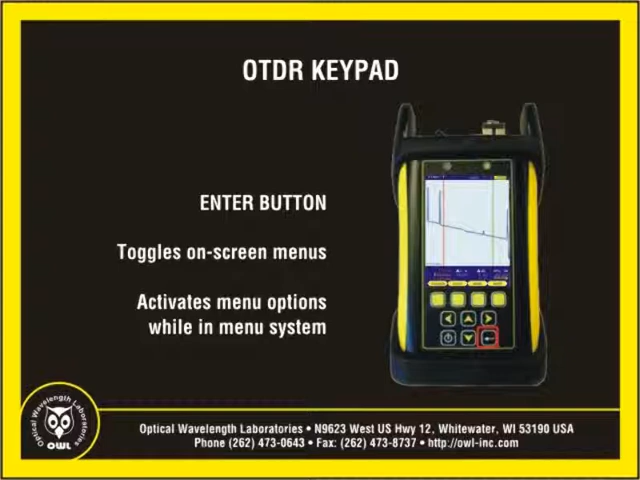 OTDR KEYPAD
ENTER BUTTON
Toggles on-screen menus
Activates menu options
while in menu system
Optical Wavelength Laboratories
OWL
Optical Wavelength Laboratories • N9623 West US Hwy 12, Whitewater, WI 53190 USA
Phone (262) 473-0643 • Fax: (262) 473-8737 • http://owl-inc.com